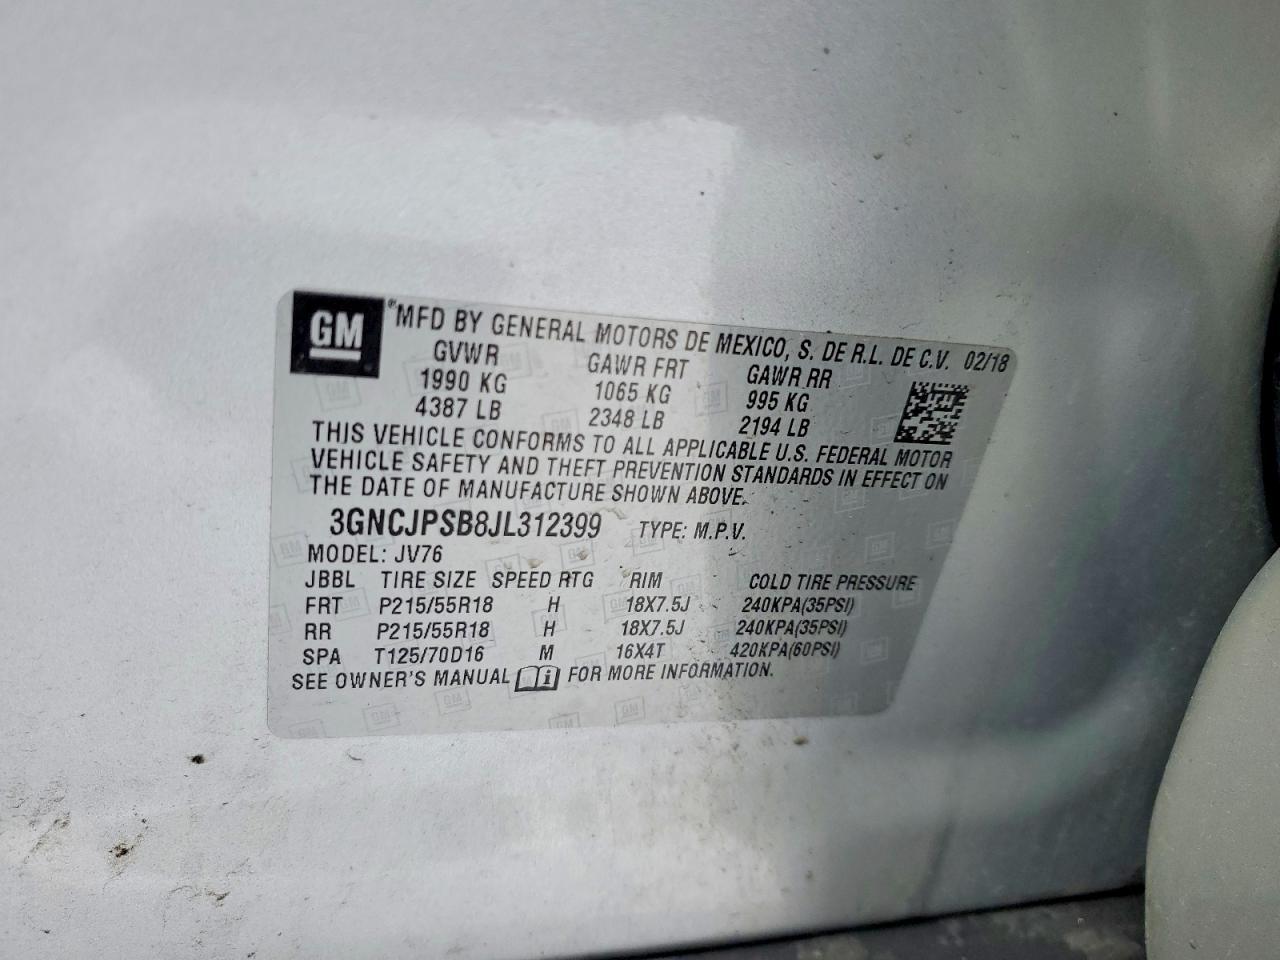 GM ®MFD BY GENERAL MOTORS DE MEXICO, S. DE R.L. DE C.V. 02/18
GVWR GAWR FRT GAWR RR
1990 KG 1065 KG 995 KG
4387 LB 2348 LB 2194 LB
THIS VEHICLE CONFORMS TO ALL APPLICABLE U.S. FEDERAL MOTOR
VEHICLE SAFETY AND THEFT PREVENTION STANDARDS IN EFFECT ON
THE DATE OF MANUFACTURE SHOWN ABOVE.
3GNCJPSB8JL312399 TYPE: M.P.V.
MODEL: JV76
JBBL TIRE SIZE SPEED RTG RIM COLD TIRE PRESSURE
FRT P215/55R18 H 18X7.5J 240KPA(35PSI)
RR P215/55R18 H 18X7.5J 240KPA(35PSI)
SPA T125/70D16 M 16X4T 420KPA(60PSI)
SEE OWNER'S MANUAL i FOR MORE INFORMATION.